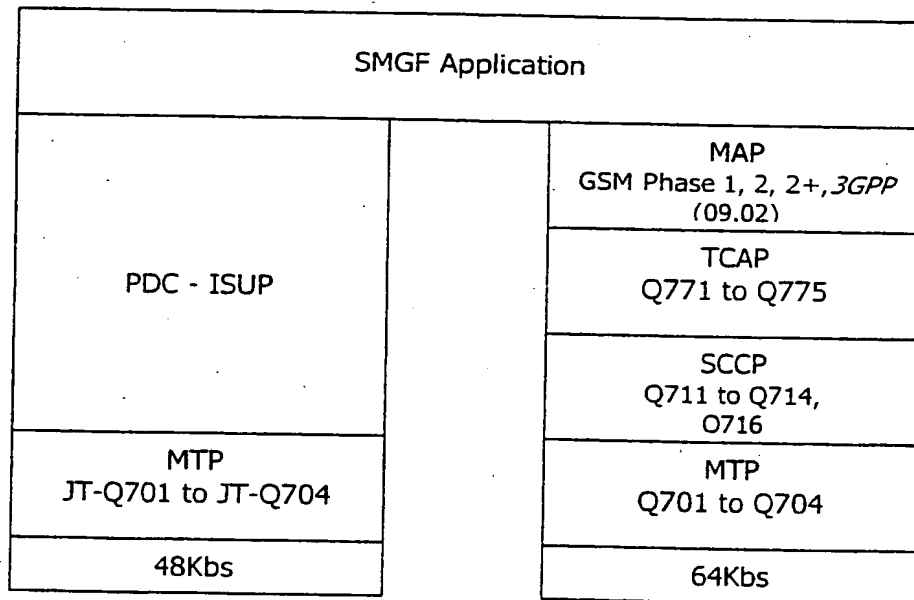 SMGF Application
PDC - ISUP
MTP
JT-Q701 to JT-Q704
48Kbs
MAP
GSM Phase 1, 2, 2+,3GPP
(09.02)
TCAP
Q771 to Q775
SCCP
Q711 to Q714,
O716
MTP
Q701 to Q704
64Kbs